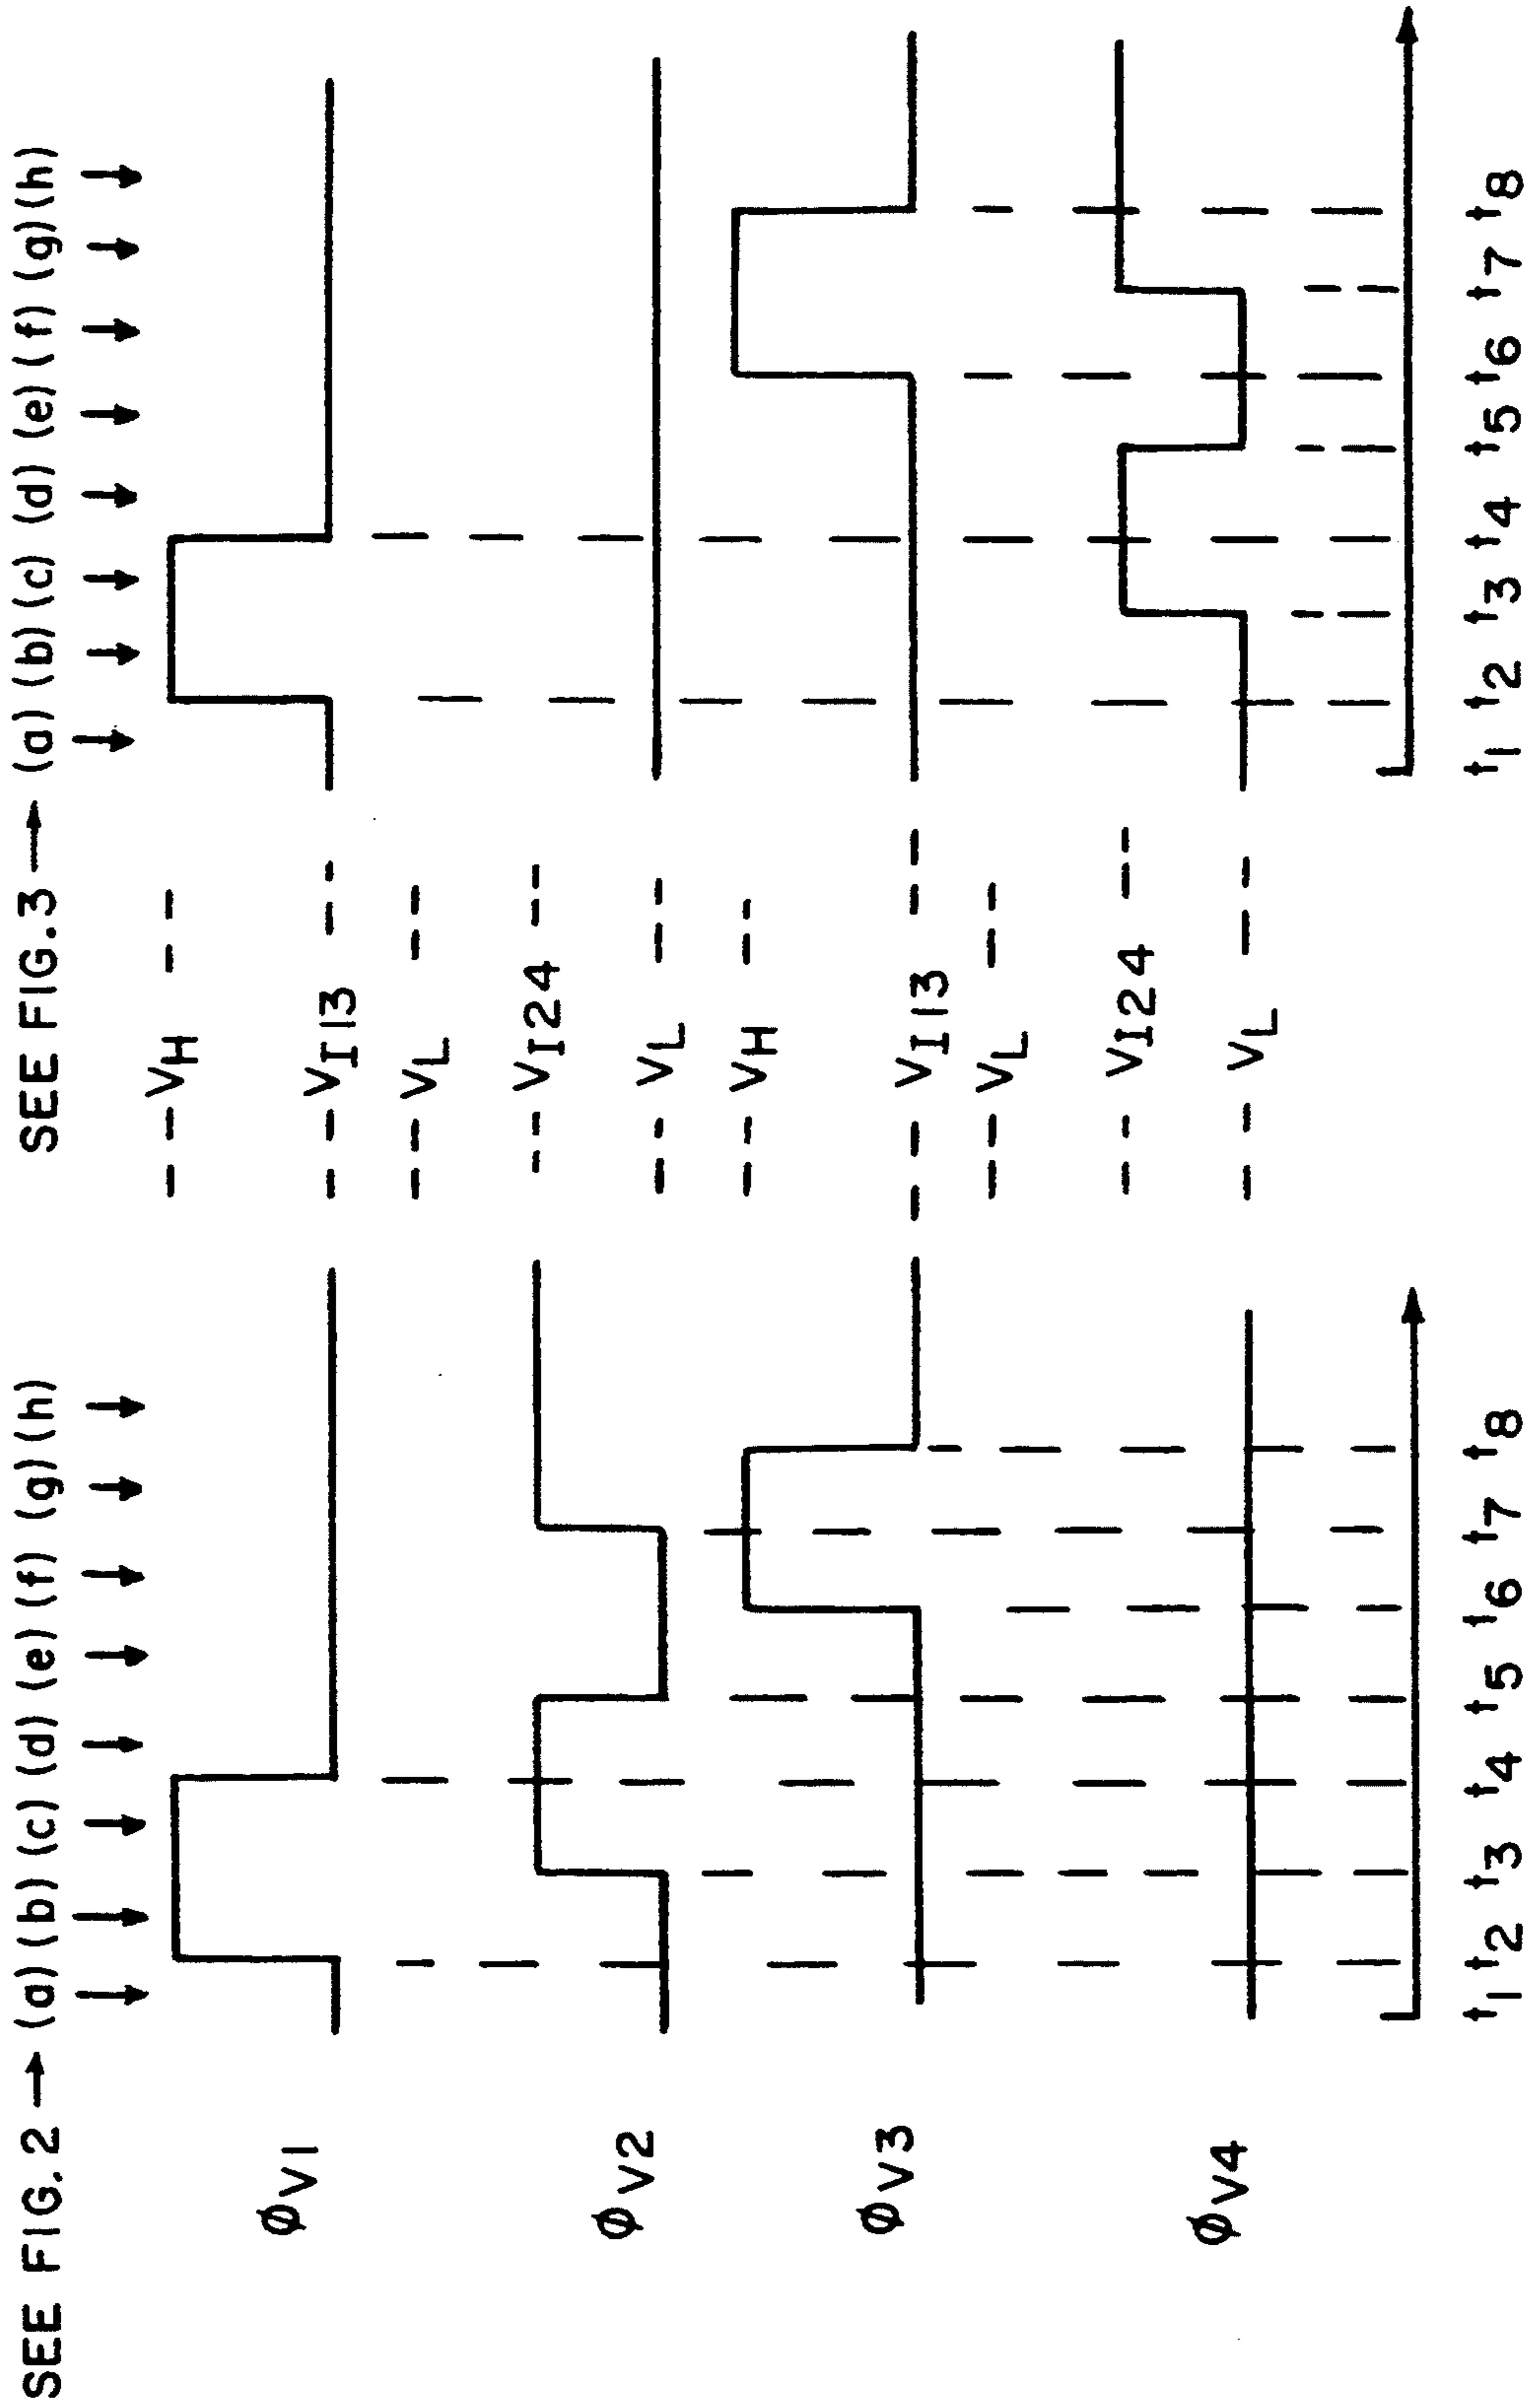 SEE FIG.2 → (a) (b) (c) (d) (e) (f) (g) (h)
SEE FIG.3 → (a) (b) (c) (d) (e) (f) (g) (h)
VH
ΦV1
VI13
VL
VI24
ΦV2
VL
VH
ΦV3
VI13
VL
VI24
ΦV4
VL
t1 t2 t3 t4 t5 t6 t7 t8
t1 t2 t3 t4 t5 t6 t7 t8